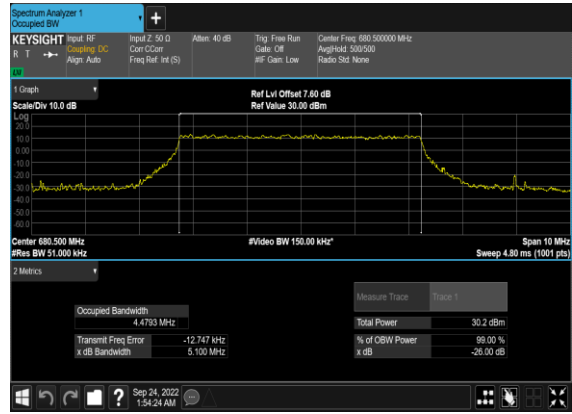 Spectrum Analyzer 1
Occupied BW
+
KEYSIGHT Input: RF Input Z: 50 Ω Atten: 40 dB Trig: Free Run Center Freq: 680.500000 MHz
R T Coupling: DC Corr CCorr Gate: Off Avg|Hold: 500/500
Align: Auto Freq Ref: Int (S) #IF Gain: Low Radio Std: None
1 Graph
Ref Lvl Offset 7.60 dB
Scale/Div 10.0 dB Ref Value 30.00 dBm
Log
20.0
10.0
0.00
-10.0
-20.0
-30.0
-40.0
-50.0
-60.0
Center 680.500 MHz #Video BW 150.00 kHz* Span 10 MHz
#Res BW 51.000 kHz Sweep 4.80 ms (1001 pts)
2 Metrics
Measure Trace Trace 1
Occupied Bandwidth
4.4793 MHz Total Power 30.2 dBm
Transmit Freq Error -12.747 kHz % of OBW Power 99.00 %
x dB Bandwidth 5.100 MHz x dB -26.00 dB
? Sep 24, 2022
1:54:24 AM